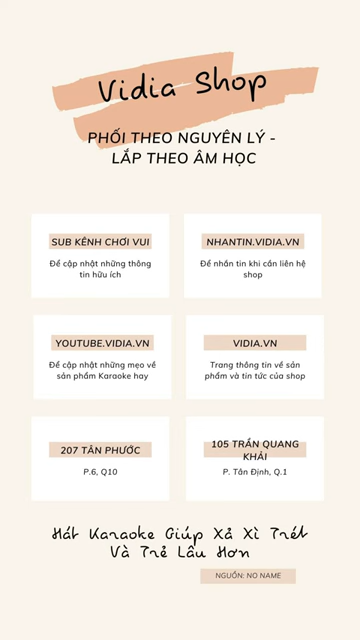 Vidia Shop
PHỐI THEO NGUYÊN LÝ -
LẮP THEO ÂM HỌC
SUB KÊNH CHƠI VUI
Để cập nhật những thông
tin hữu ích
NHANTIN.VIDIA.VN
Để nhắn tin khi cần liên hệ
shop
YOUTUBE.VIDIA.VN
Để cập nhật những mẹo về
sản phẩm Karaoke hay
VIDIA.VN
Trang thông tin về sản
phẩm và tin tức của shop
207 TÂN PHƯỚC
P.6, Q10
105 TRẦN QUANG
KHẢI
P. Tân Định, Q.1
Hát Karaoke Giúp Xả Xì Trét
Và Trẻ Lâu Hơn
NGUỒN: NO NAME